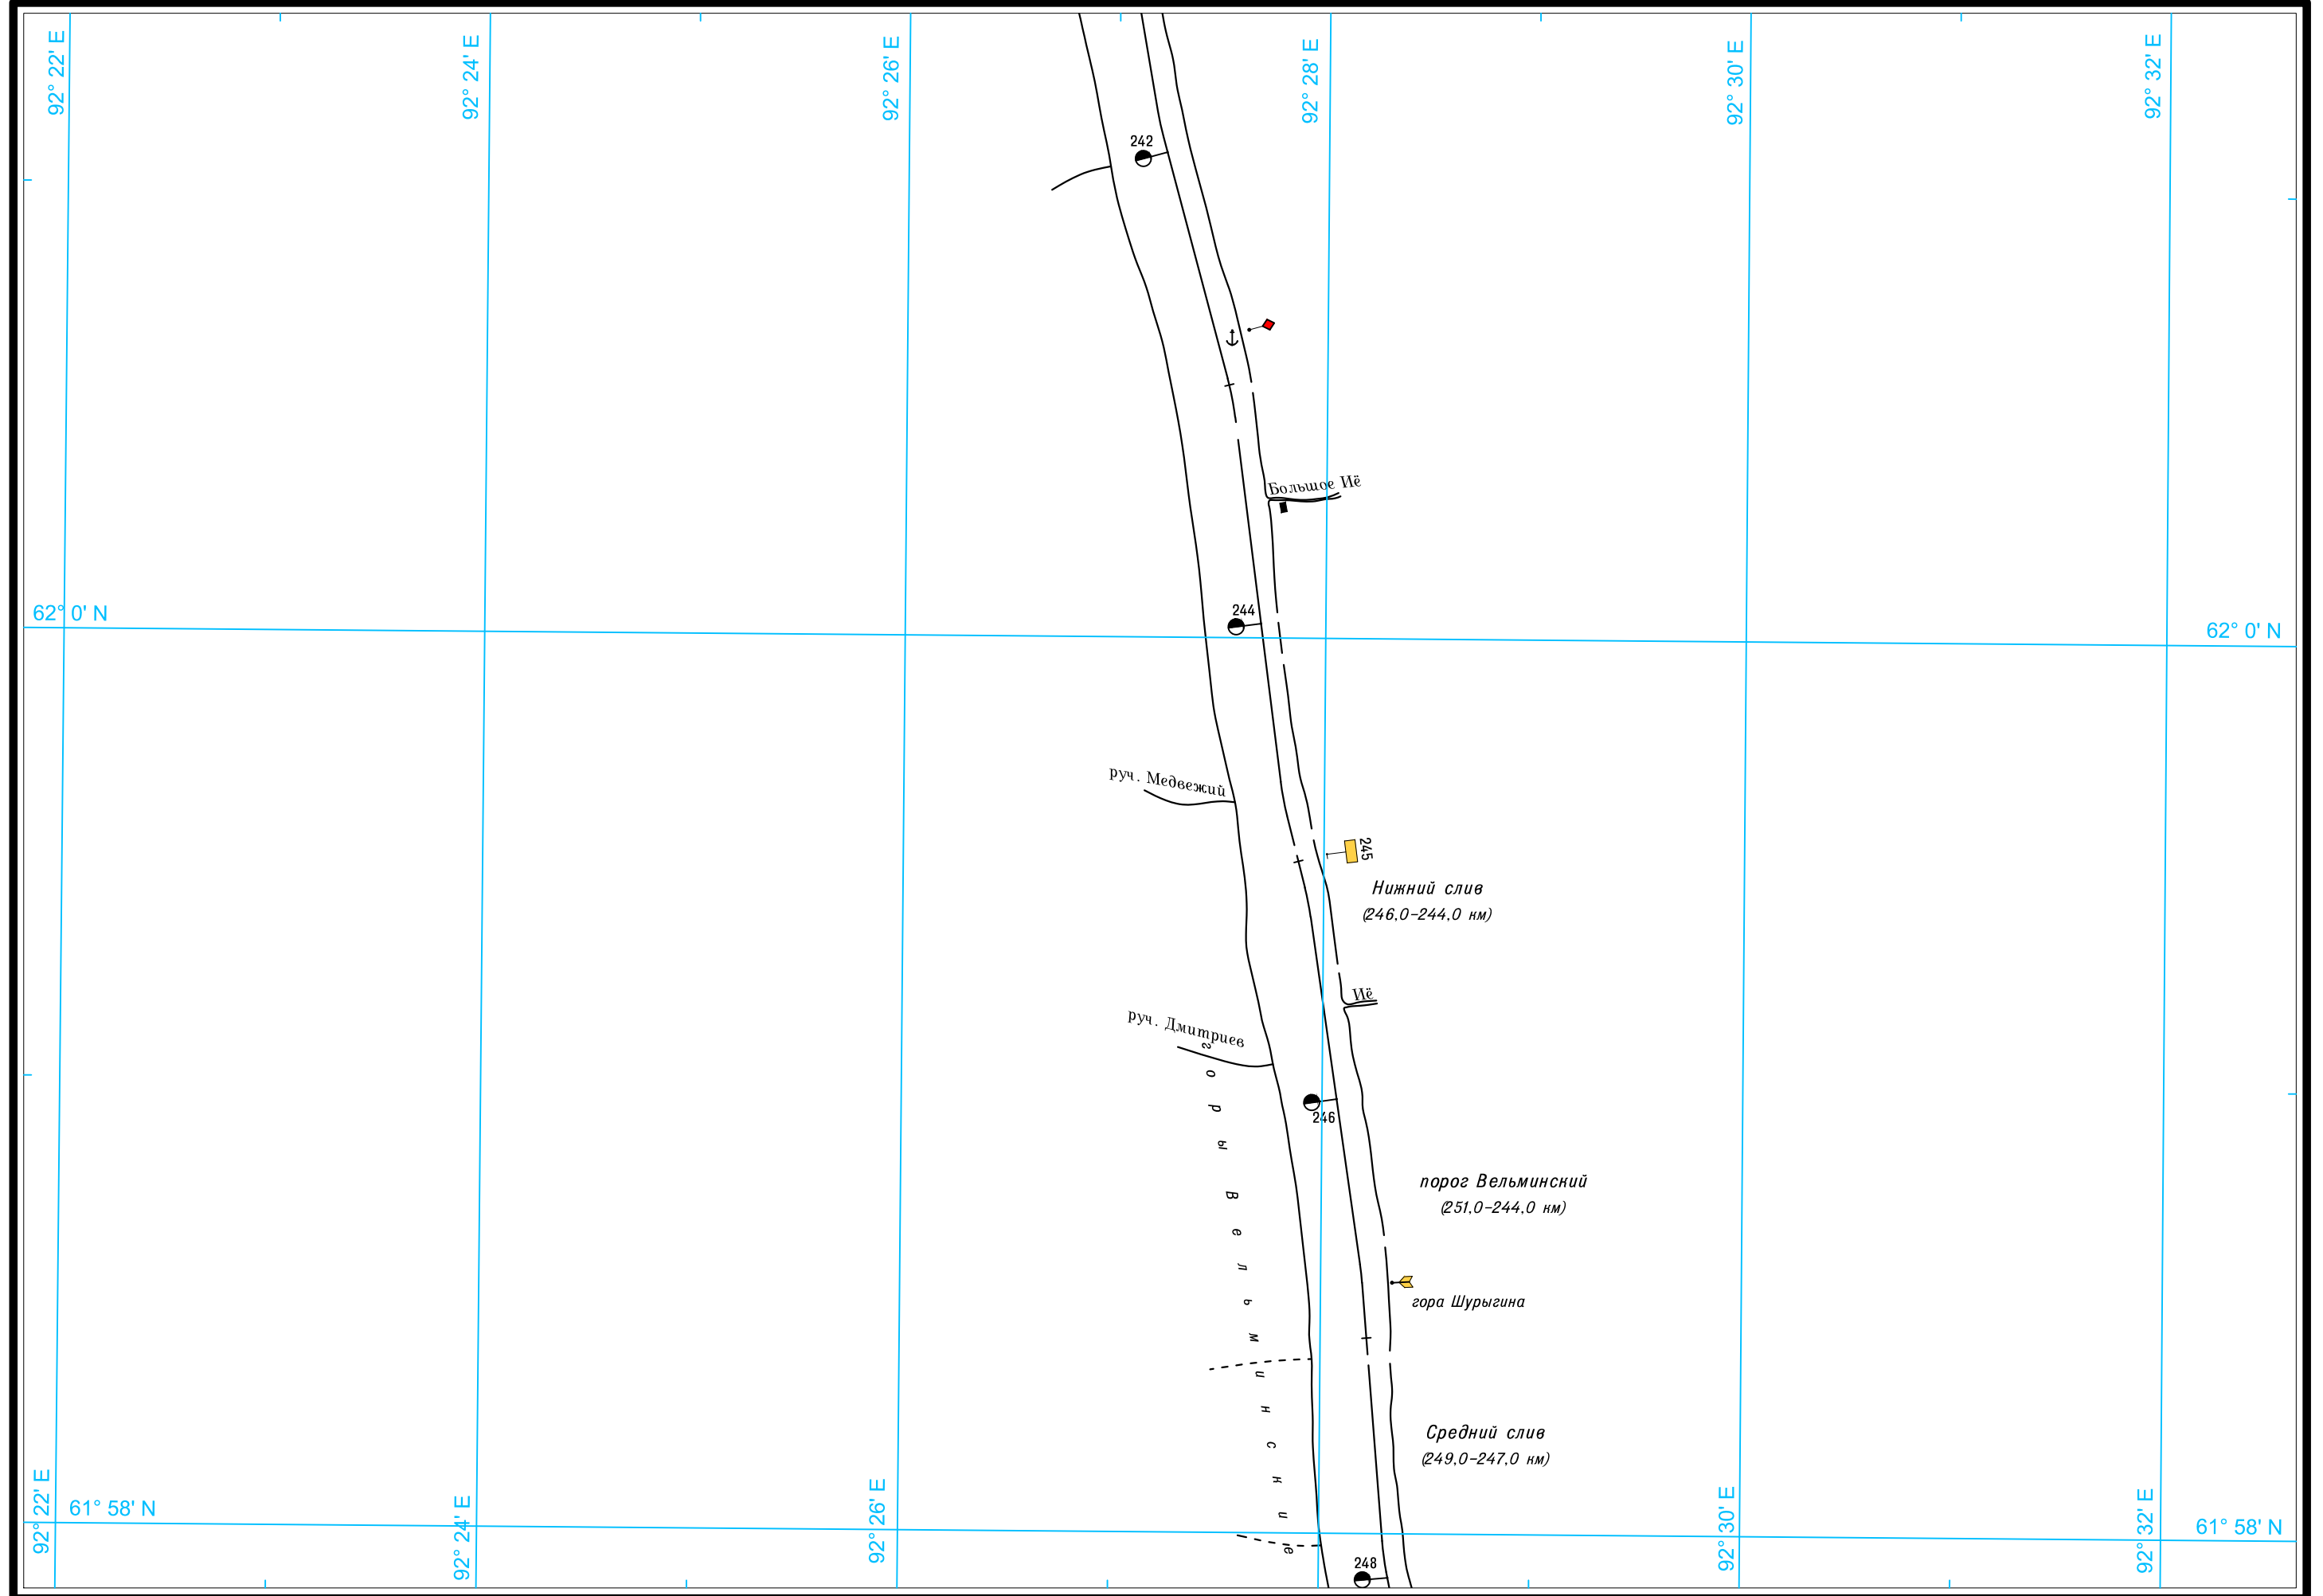 92° 22' E
92° 24' E
92° 26' E
92° 28' E
92° 30' E
92° 32' E
242
Большое Иё
244
62° 0' N
62° 0' N
руч. Медвежий
245
Нижний слив
(246,0-244,0 км)
Иё
руч. Дмитриев
горы Вельминские
246
порог Вельминский
(251,0-244,0 км)
гора Шурыгина
Средний слив
(249,0-247,0 км)
92° 22' E
61° 58' N
92° 24' E
92° 26' E
92° 30' E
92° 32' E
61° 58' N
248